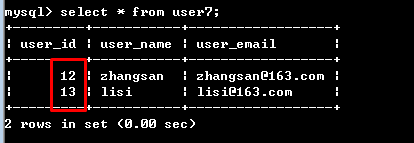 mysql> select * from user7;
+---------+-----------+------------------+
| user_id | user_name | user_email       |
+---------+-----------+------------------+
|      12 | zhangsan  | zhangsan@163.com |
|      13 | lisi      | lisi@163.com     |
+---------+-----------+------------------+
2 rows in set (0.00 sec)